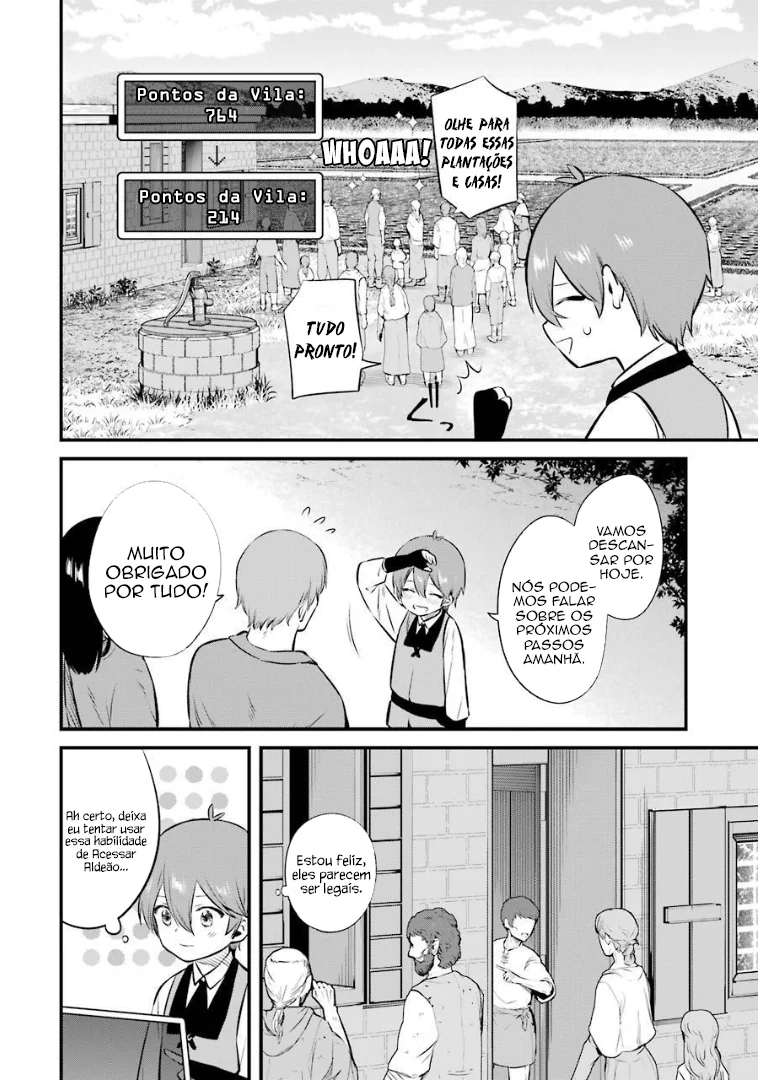 Pontos da Vila:
764
Pontos da Vila:
214
WHOAAA!
OLHE PARA
TODAS ESSAS
PLANTAÇÕES
E CASAS!
TUDO
PRONTO!
VAMOS
DESCAN-
SAR POR
HOJE.
NÓS PODE-
MOS FALAR
SOBRE OS
PRÓXIMOS
PASSOS
AMANHÃ.
MUITO
OBRIGADO
POR TUDO!
Ah certo, deixa
eu tentar usar
essa habilidade
de Acessar
Aldeão...
Estou feliz,
eles parecem
ser legais.